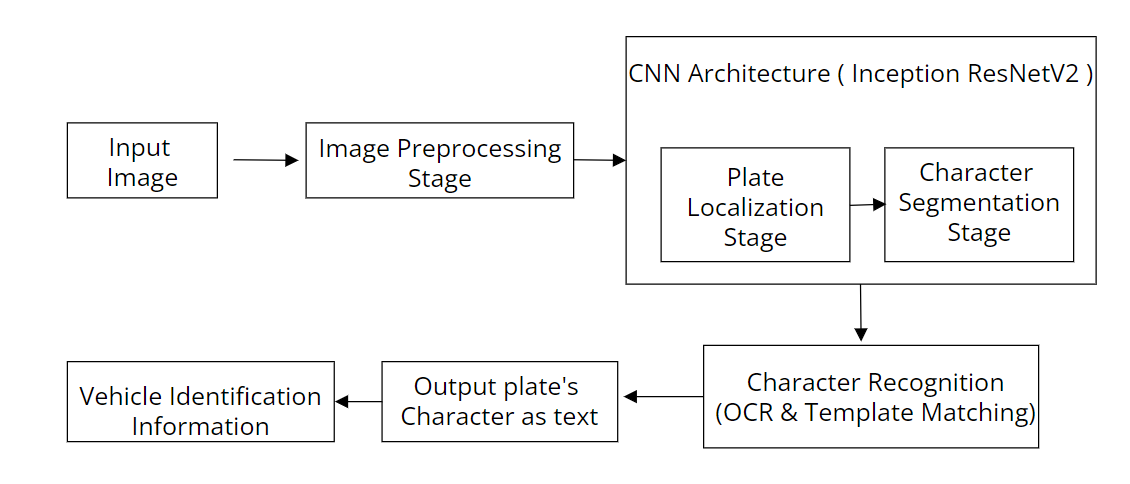 Input
Image
Image Preprocessing
Stage
CNN Architecture ( Inception ResNetV2 )
Plate
Localization
Stage
Character
Segmentation
Stage
Character Recognition
(OCR & Template Matching)
Output plate's
Character as text
Vehicle Identification
Information